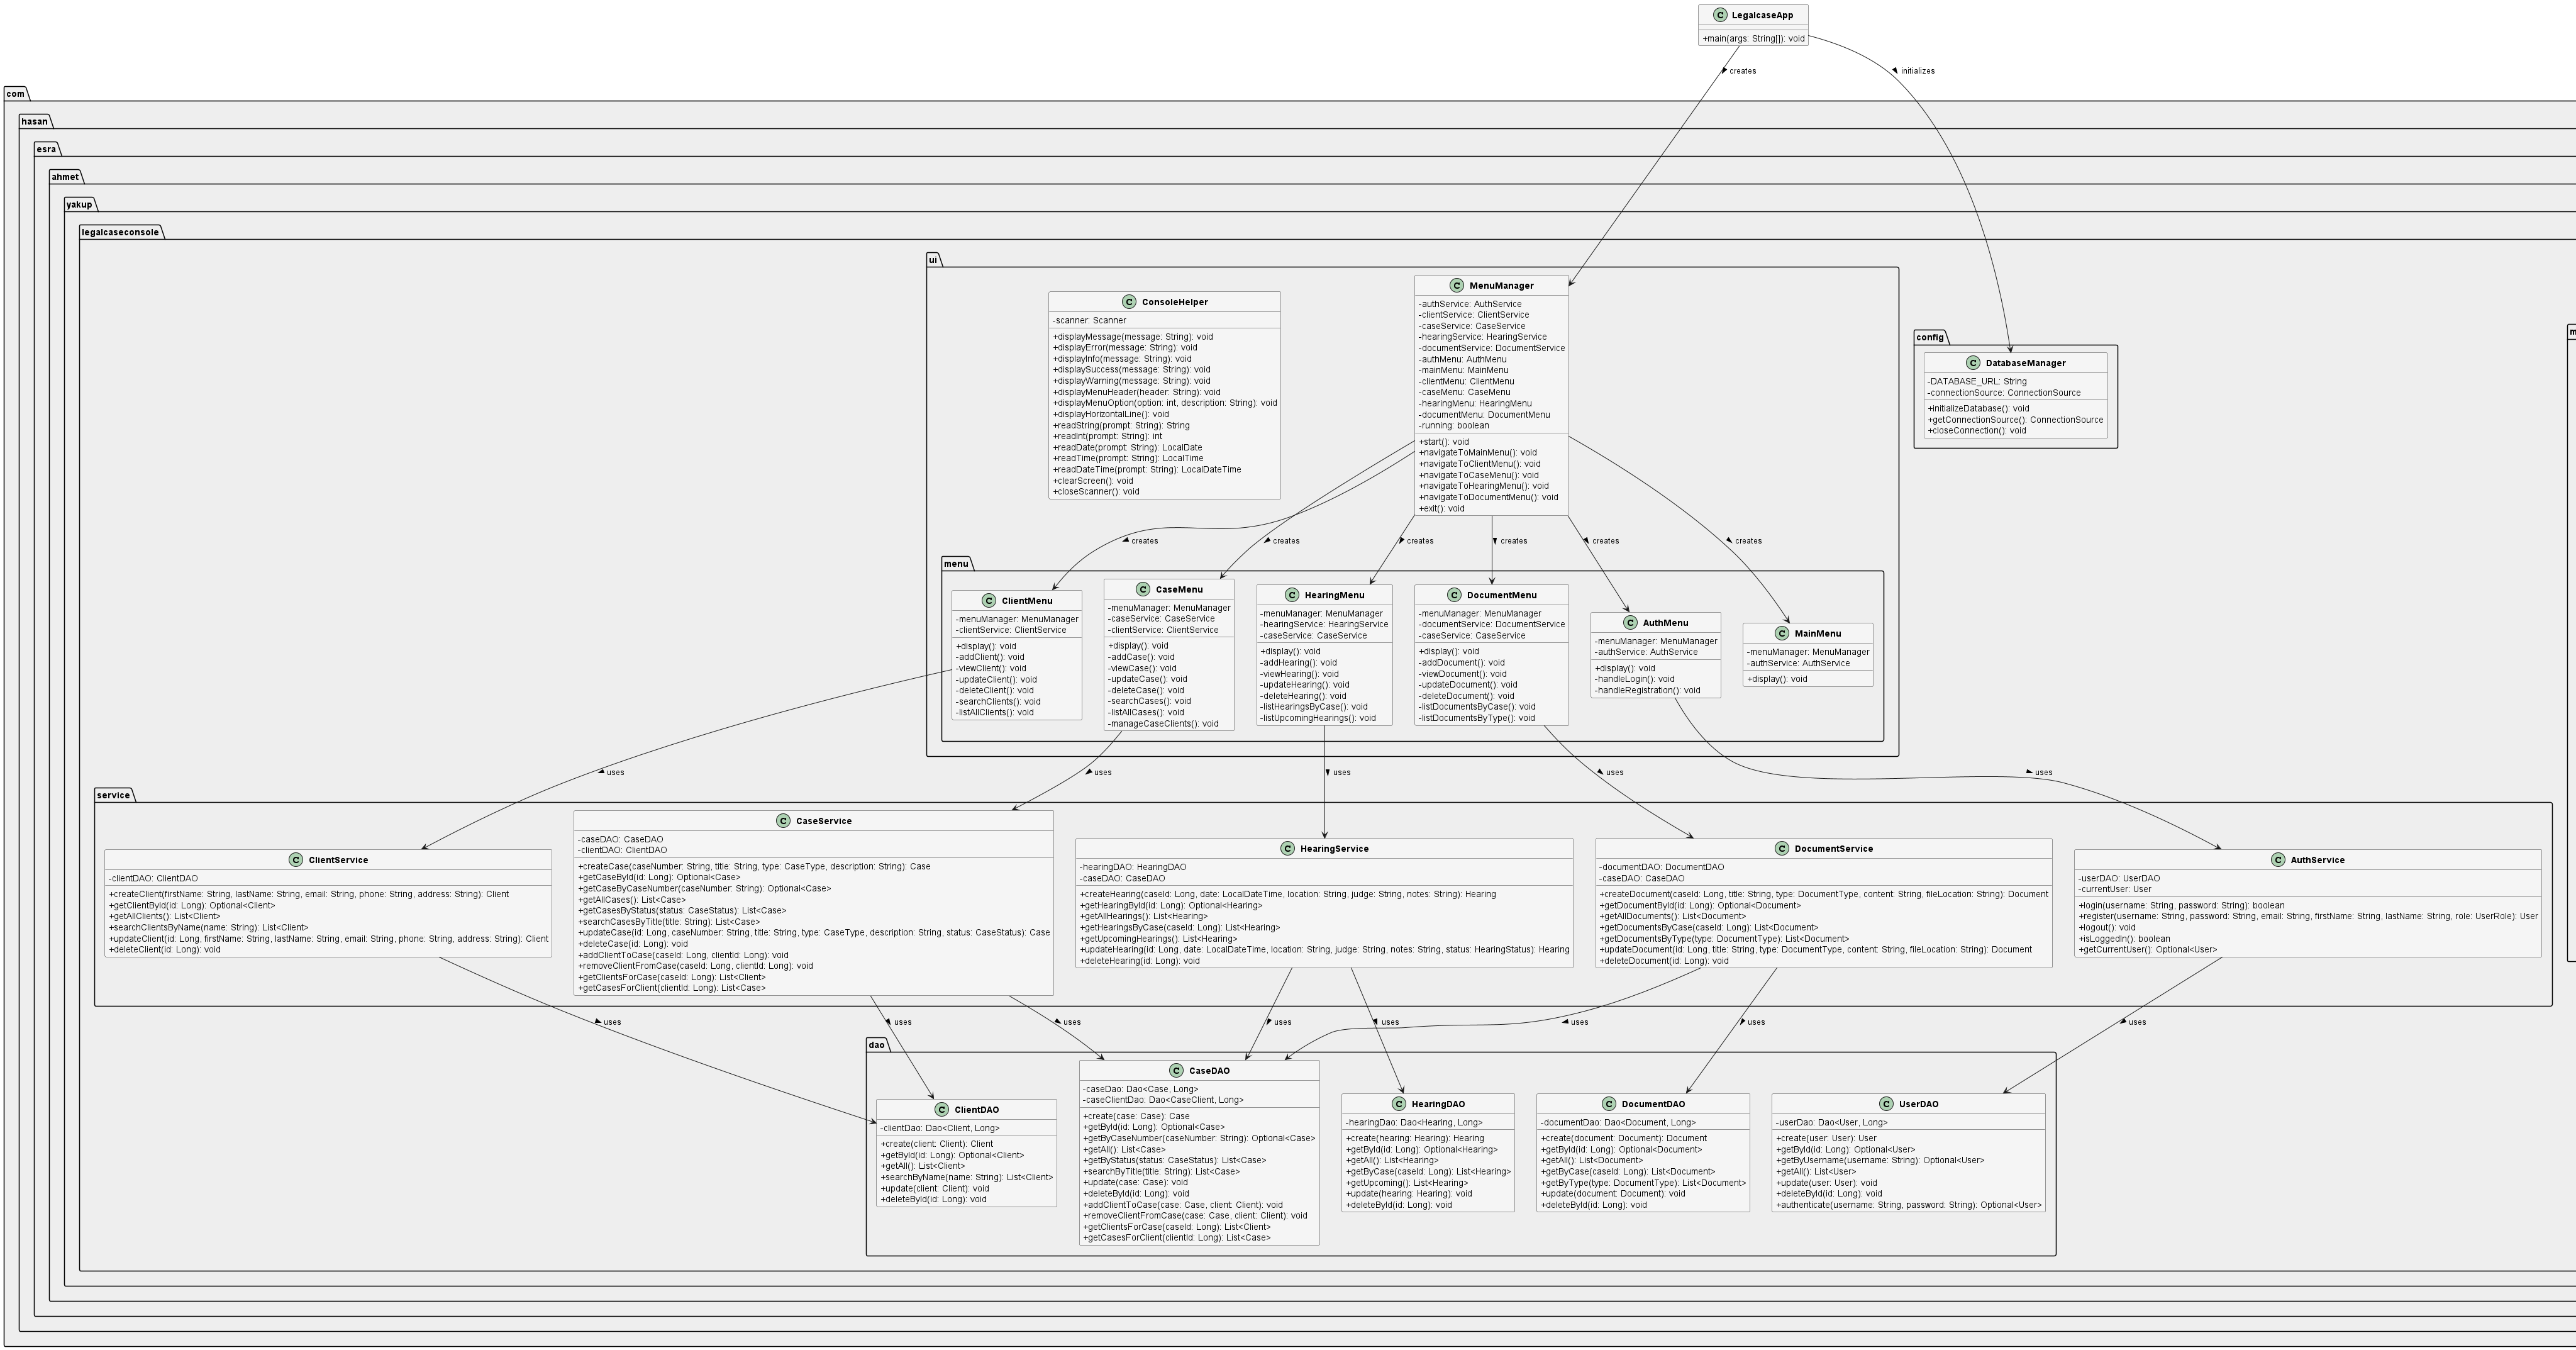 LegalcaseApp
+main(args: String[]): void
creates
initializes
com
hasan
esra
ahmet
yakup
legalcaseconsole
ui
MenuManager
-authService: AuthService
-clientService: ClientService
-caseService: CaseService
-hearingService: HearingService
-documentService: DocumentService
-authMenu: AuthMenu
-mainMenu: MainMenu
-clientMenu: ClientMenu
-caseMenu: CaseMenu
-hearingMenu: HearingMenu
-documentMenu: DocumentMenu
-running: boolean
+start(): void
+navigateToMainMenu(): void
+navigateToClientMenu(): void
+navigateToCaseMenu(): void
+navigateToHearingMenu(): void
+navigateToDocumentMenu(): void
+exit(): void
ConsoleHelper
-scanner: Scanner
+displayMessage(message: String): void
+displayError(message: String): void
+displayInfo(message: String): void
+displaySuccess(message: String): void
+displayWarning(message: String): void
+displayMenuHeader(header: String): void
+displayMenuOption(option: int, description: String): void
+displayHorizontalLine(): void
+readString(prompt: String): String
+readInt(prompt: String): int
+readDate(prompt: String): LocalDate
+readTime(prompt: String): LocalTime
+readDateTime(prompt: String): LocalDateTime
+clearScreen(): void
+closeScanner(): void
config
DatabaseManager
-DATABASE_URL: String
-connectionSource: ConnectionSource
+initializeDatabase(): void
+getConnectionSource(): ConnectionSource
+closeConnection(): void
creates
creates
creates
creates
creates
creates
menu
ClientMenu
-menuManager: MenuManager
-clientService: ClientService
+display(): void
-addClient(): void
-viewClient(): void
-updateClient(): void
-deleteClient(): void
-searchClients(): void
-listAllClients(): void
CaseMenu
-menuManager: MenuManager
-caseService: CaseService
-clientService: ClientService
+display(): void
-addCase(): void
-viewCase(): void
-updateCase(): void
-deleteCase(): void
-searchCases(): void
-listAllCases(): void
-manageCaseClients(): void
HearingMenu
-menuManager: MenuManager
-hearingService: HearingService
-caseService: CaseService
+display(): void
-addHearing(): void
-viewHearing(): void
-updateHearing(): void
-deleteHearing(): void
-listHearingsByCase(): void
-listUpcomingHearings(): void
DocumentMenu
-menuManager: MenuManager
-documentService: DocumentService
-caseService: CaseService
+display(): void
-addDocument(): void
-viewDocument(): void
-updateDocument(): void
-deleteDocument(): void
-listDocumentsByCase(): void
-listDocumentsByType(): void
AuthMenu
-menuManager: MenuManager
-authService: AuthService
+display(): void
-handleLogin(): void
-handleRegistration(): void
MainMenu
-menuManager: MenuManager
-authService: AuthService
+display(): void
uses
uses
uses
uses
uses
service
ClientService
-clientDAO: ClientDAO
+createClient(firstName: String, lastName: String, email: String, phone: String, address: String): Client
+getClientById(id: Long): Optional<Client>
+getAllClients(): List<Client>
+searchClientsByName(name: String): List<Client>
+updateClient(id: Long, firstName: String, lastName: String, email: String, phone: String, address: String): Client
+deleteClient(id: Long): void
CaseService
-caseDAO: CaseDAO
-clientDAO: ClientDAO
+createCase(caseNumber: String, title: String, type: CaseType, description: String): Case
+getCaseById(id: Long): Optional<Case>
+getCaseByCaseNumber(caseNumber: String): Optional<Case>
+getAllCases(): List<Case>
+getCasesByStatus(status: CaseStatus): List<Case>
+searchCasesByTitle(title: String): List<Case>
+updateCase(id: Long, caseNumber: String, title: String, type: CaseType, description: String, status: CaseStatus): Case
+deleteCase(id: Long): void
+addClientToCase(caseId: Long, clientId: Long): void
+removeClientFromCase(caseId: Long, clientId: Long): void
+getClientsForCase(caseId: Long): List<Client>
+getCasesForClient(clientId: Long): List<Case>
HearingService
-hearingDAO: HearingDAO
-caseDAO: CaseDAO
+createHearing(caseId: Long, date: LocalDateTime, location: String, judge: String, notes: String): Hearing
+getHearingById(id: Long): Optional<Hearing>
+getAllHearings(): List<Hearing>
+getHearingsByCase(caseId: Long): List<Hearing>
+getUpcomingHearings(): List<Hearing>
+updateHearing(id: Long, date: LocalDateTime, location: String, judge: String, notes: String, status: HearingStatus): Hearing
+deleteHearing(id: Long): void
DocumentService
-documentDAO: DocumentDAO
-caseDAO: CaseDAO
+createDocument(caseId: Long, title: String, type: DocumentType, content: String, fileLocation: String): Document
+getDocumentById(id: Long): Optional<Document>
+getAllDocuments(): List<Document>
+getDocumentsByCase(caseId: Long): List<Document>
+getDocumentsByType(type: DocumentType): List<Document>
+updateDocument(id: Long, title: String, type: DocumentType, content: String, fileLocation: String): Document
+deleteDocument(id: Long): void
AuthService
-userDAO: UserDAO
-currentUser: User
+login(username: String, password: String): boolean
+register(username: String, password: String, email: String, firstName: String, lastName: String, role: UserRole): User
+logout(): void
+isLoggedIn(): boolean
+getCurrentUser(): Optional<User>
uses
uses
uses
uses
uses
uses
uses
uses
dao
ClientDAO
-clientDao: Dao<Client, Long>
+create(client: Client): Client
+getById(id: Long): Optional<Client>
+getAll(): List<Client>
+searchByName(name: String): List<Client>
+update(client: Client): void
+deleteById(id: Long): void
CaseDAO
-caseDao: Dao<Case, Long>
-caseClientDao: Dao<CaseClient, Long>
+create(case: Case): Case
+getById(id: Long): Optional<Case>
+getByCaseNumber(caseNumber: String): Optional<Case>
+getAll(): List<Case>
+getByStatus(status: CaseStatus): List<Case>
+searchByTitle(title: String): List<Case>
+update(case: Case): void
+deleteById(id: Long): void
+addClientToCase(case: Case, client: Client): void
+removeClientFromCase(case: Case, client: Client): void
+getClientsForCase(caseId: Long): List<Client>
+getCasesForClient(clientId: Long): List<Case>
HearingDAO
-hearingDao: Dao<Hearing, Long>
+create(hearing: Hearing): Hearing
+getById(id: Long): Optional<Hearing>
+getAll(): List<Hearing>
+getByCase(caseId: Long): List<Hearing>
+getUpcoming(): List<Hearing>
+update(hearing: Hearing): void
+deleteById(id: Long): void
DocumentDAO
-documentDao: Dao<Document, Long>
+create(document: Document): Document
+getById(id: Long): Optional<Document>
+getAll(): List<Document>
+getByCase(caseId: Long): List<Document>
+getByType(type: DocumentType): List<Document>
+update(document: Document): void
+deleteById(id: Long): void
UserDAO
-userDao: Dao<User, Long>
+create(user: User): User
+getById(id: Long): Optional<User>
+getByUsername(username: String): Optional<User>
+getAll(): List<User>
+update(user: User): void
+deleteById(id: Long): void
+authenticate(username: String, password: String): Optional<User>